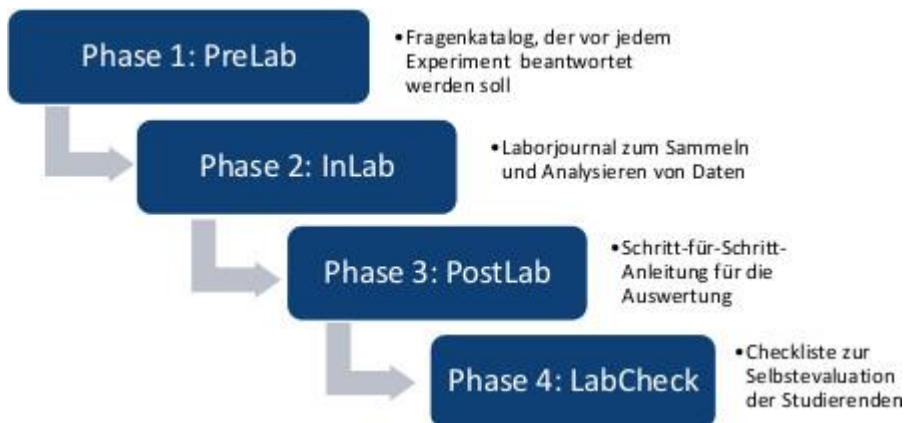 Phase 1: PreLab
•Fragenkatalog, der vor jedem
Experiment beantwortet
werden soll
Phase 2: InLab
•Laborjournal zum Sammeln
und Analysieren von Daten
Phase 3: PostLab
•Schritt-für-Schritt-
Anleitung für die
Auswertung
Phase 4: LabCheck
•Checkliste zur
Selbstevaluation
der Studierenden